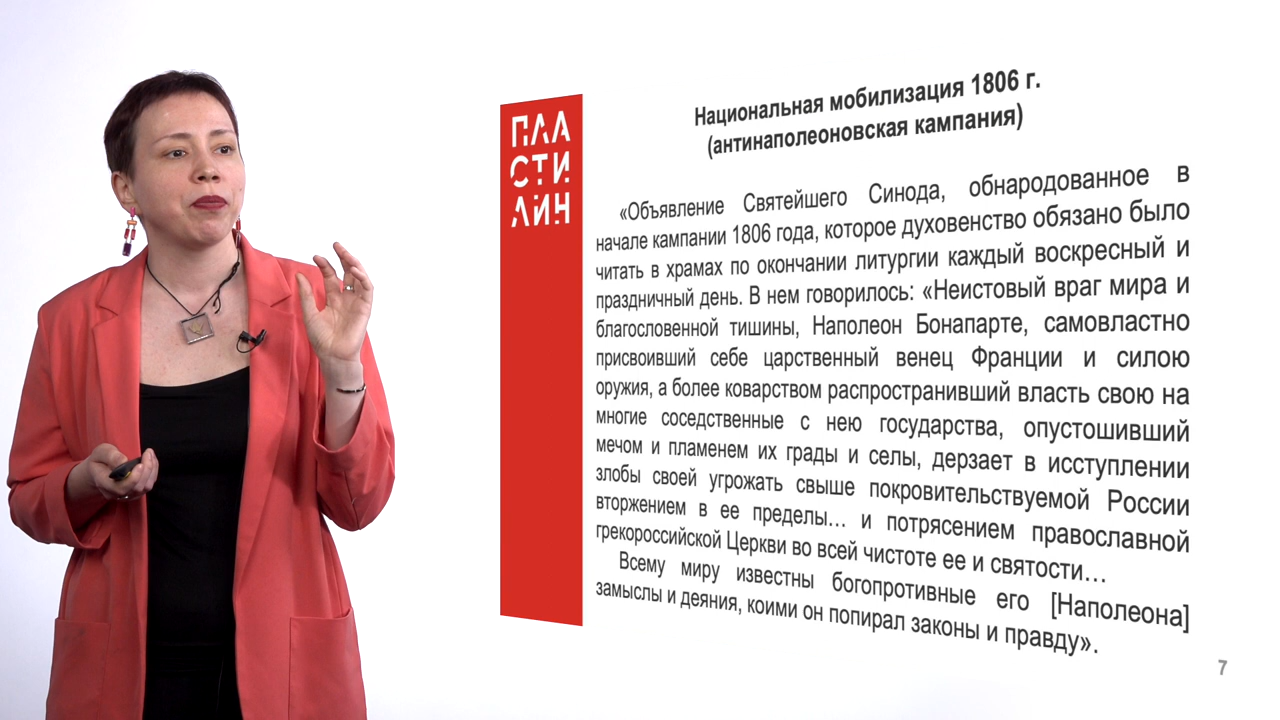 ПЛА
СТИ
ЛИН
Национальная мобилизация 1806 г.
(антинаполеоновская кампания)
«Объявление Святейшего Синода, обнародованное в
начале кампании 1806 года, которое духовенство обязано было
читать в храмах по окончании литургии каждый воскресный и
праздничный день. В нем говорилось: «Неистовый враг мира и
благословенной тишины, Наполеон Бонапарте, самовластно
присвоивший себе царственный венец Франции и силою
оружия, а более коварством распространивший власть свою на
многие соседственные с нею государства, опустошивший
мечом и пламенем их грады и селы, дерзает в исступлении
злобы своей угрожать свыше покровительствуемой России
вторжением в ее пределы… и потрясением православной
грекороссийской Церкви во всей чистоте ее и святости…
Всему миру известны богопротивные его [Наполеона]
замыслы и деяния, коими он попирал законы и правду».
7